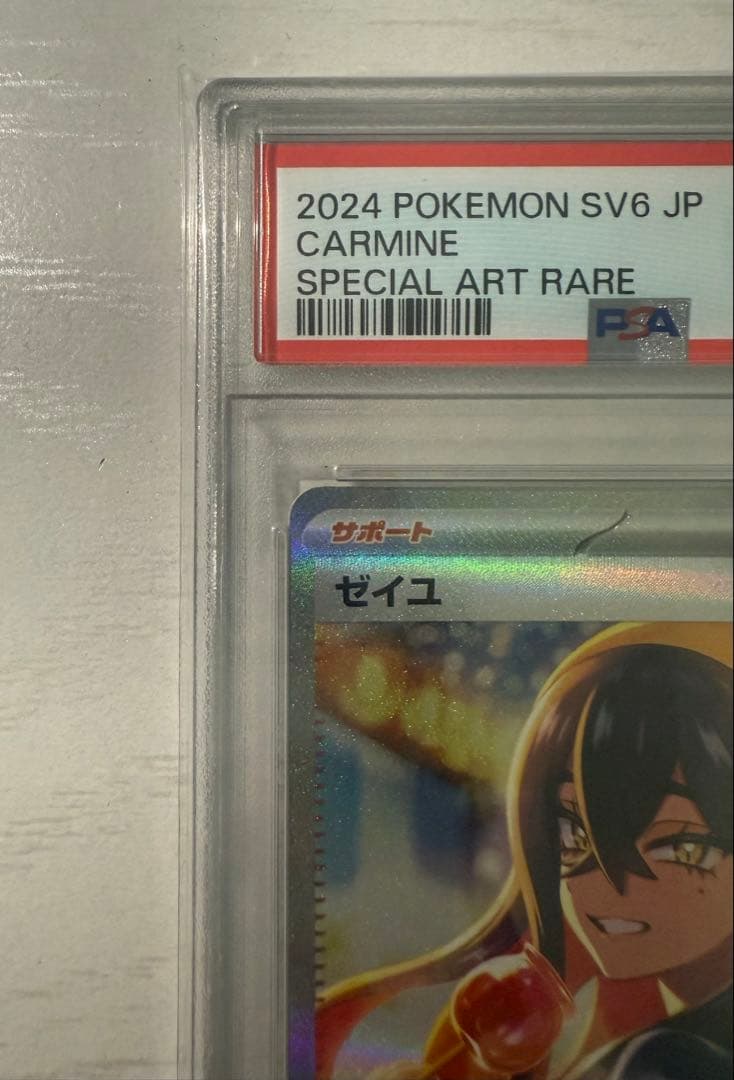 2024 POKEMON SV6 JP
CARMINE
SPECIAL ART RARE
PSA
サポート
ゼイユ